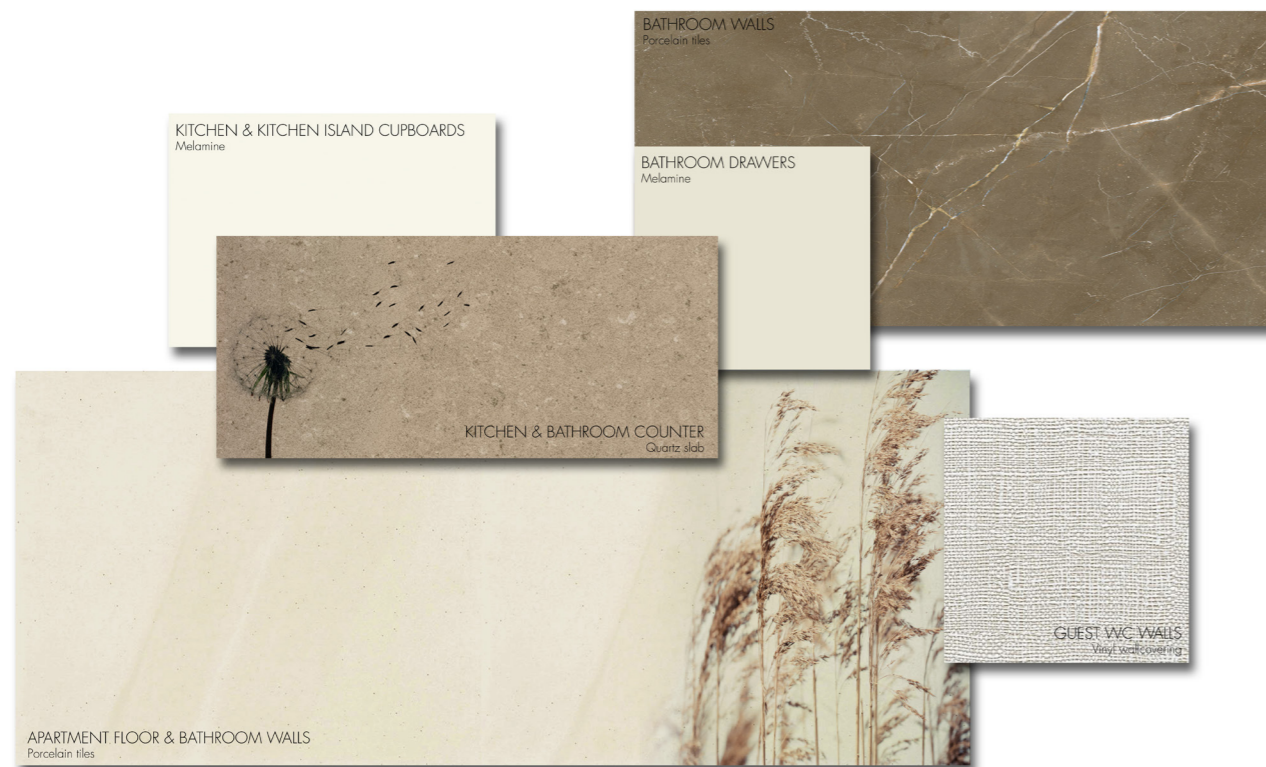 BATHROOM WALLS
Porcelain tiles
KITCHEN & KITCHEN ISLAND CUPBOARDS
Melamine
BATHROOM DRAWERS
Melamine
KITCHEN & BATHROOM COUNTER
Quartz slab
GUEST WC WALLS
Vinyl wallcovering
APARTMENT FLOOR & BATHROOM WALLS
Porcelain tiles